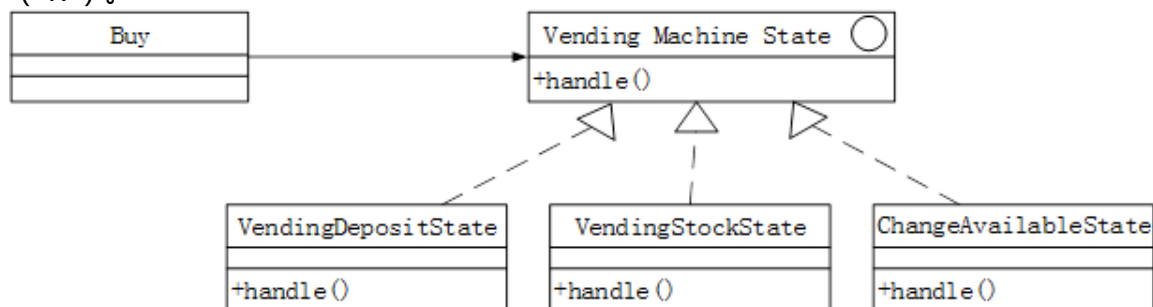 Buy
Vending Machine State
+handle()
VendingDepositState
VendingStockState
ChangeAvailableState
+handle()
+handle()
+handle()